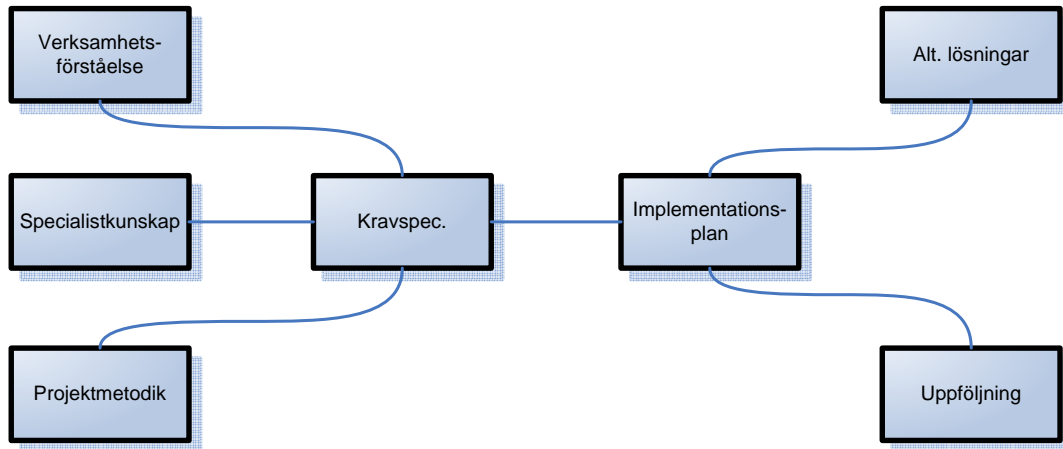 Verksamhets-
förståelse
Alt. lösningar
Specialistkunskap
Kravspec.
Implementations-
plan
Projektmetodik
Uppföljning